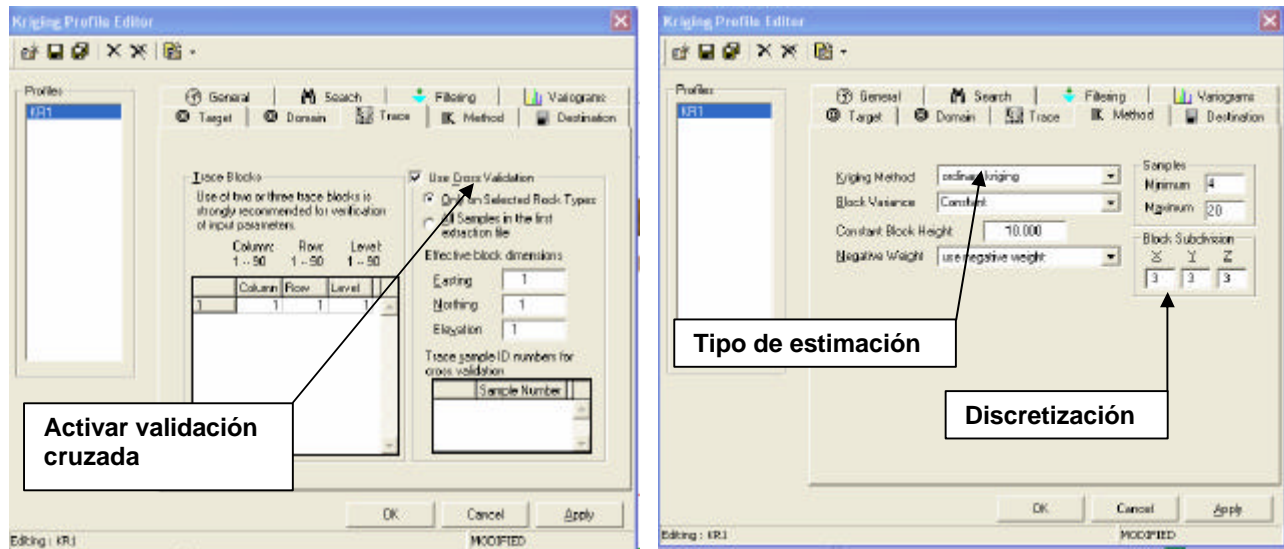 Kriging Profile Editor
Profiles
KR1
General Search Filtering Variograms
Target Domain Trace Method Destination
Trace Blocks
Use of two or three trace blocks is
strongly recommended for verification
of input parameters.
Column: Row: Level:
1 -- 90 1 -- 90 1 -- 90
Column Row Level
1 1 1 1
Use Cross Validation
Only on Selected Rock Types
All Samples in the first
extraction file
Effective block dimensions
Easting 1
Northing 1
Elevation 1
Trace sample ID numbers for
cross validation
Sample Number
Activar validación
cruzada
OK Cancel Apply
Editing : KR1 MODIFIED
Kriging Profile Editor
Profiles
KR1
General Search Filtering Variograms
Target Domain Trace Method Destination
Kriging Method ordinary kriging
Block Variance Constant
Constant Block Height 10.000
Negative Weight use negative weight
Samples
Minimum 4
Maximum 20
Block Subdivision
X Y Z
3 3 3
Tipo de estimación
Discretización
OK Cancel Apply
Editing : KR1 MODIFIED